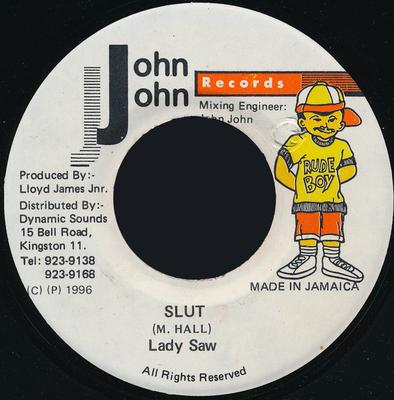 John
John
Records
Mixing Engineer:
John John
RUDE
BOY
Produced By:-
Lloyd James Jnr.
Distributed By:-
Dynamic Sounds
15 Bell Road,
Kingston 11.
Tel: 923-9138
923-9168
(C) (P) 1996
MADE IN JAMAICA
SLUT
(M. HALL)
Lady Saw
All Rights Reserved